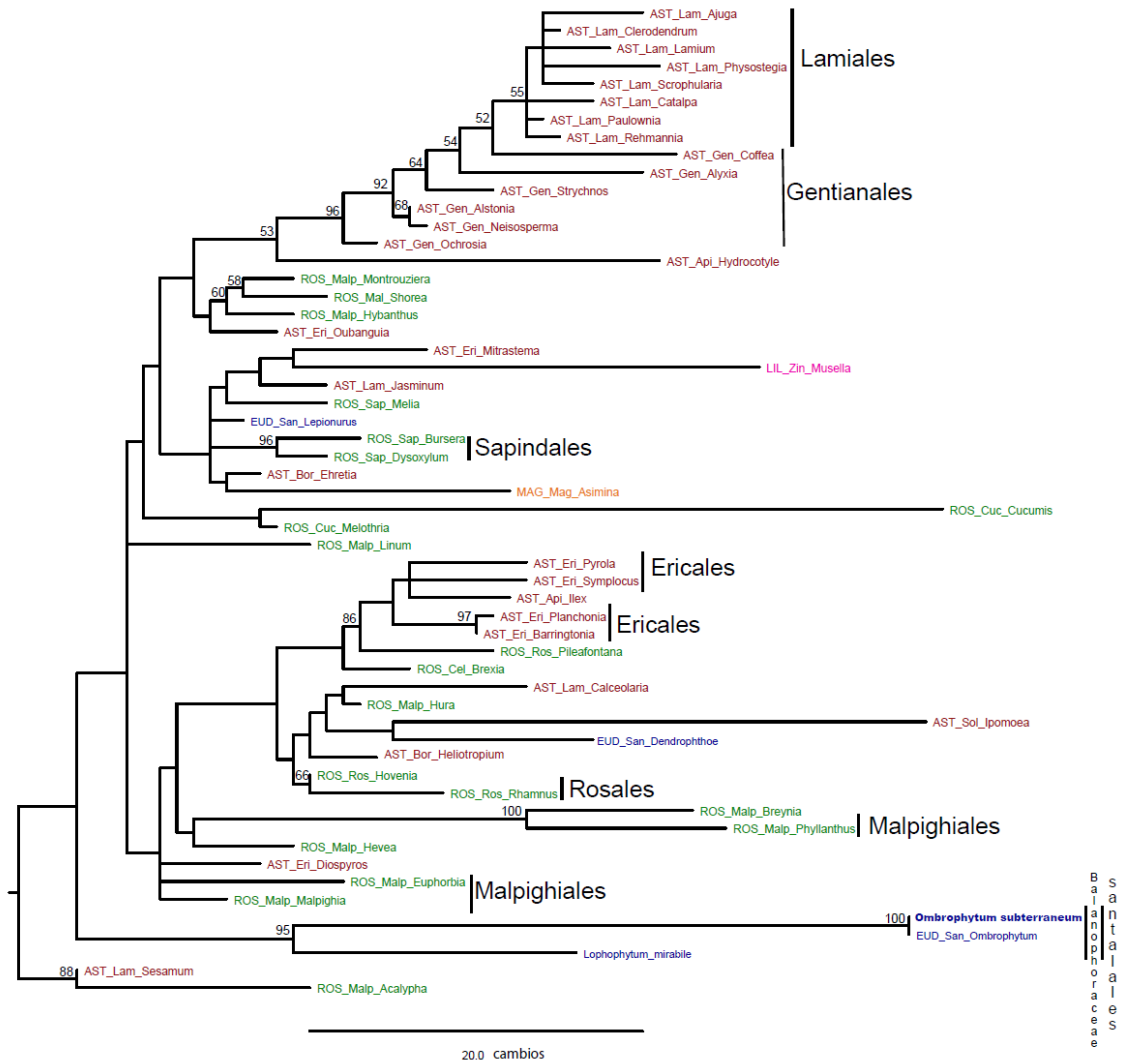 AST_Lam_Ajuga
AST_Lam_Clerodendrum
AST_Lam_Lamium
AST_Lam_Physostegia
Lamiales
AST_Lam_Scrophularia
55
AST_Lam_Catalpa
AST_Lam_Paulownia
52
AST_Lam_Rehmannia
54
AST_Gen_Coffea
64
AST_Gen_Alyxia
92
AST_Gen_Strychnos
Gentianales
96
68
AST_Gen_Alstonia
AST_Gen_Neisosperma
53
AST_Gen_Ochrosia
AST_Api_Hydrocotyle
58
ROS_Malp_Montrouziera
60
ROS_Mal_Shorea
ROS_Malp_Hybanthus
AST_Eri_Oubanguia
AST_Eri_Mitrastema
LIL_Zin_Musella
AST_Lam_Jasminum
ROS_Sap_Melia
EUD_San_Lepionurus
96
ROS_Sap_Bursera
Sapindales
ROS_Sap_Dysoxylum
AST_Bor_Ehretia
MAG_Mag_Asimina
ROS_Cuc_Cucumis
ROS_Cuc_Melothria
ROS_Malp_Linum
AST_Eri_Pyrola
Ericales
AST_Eri_Symplocus
AST_Api_Ilex
86
97
AST_Eri_Planchonia
Ericales
AST_Eri_Barringtonia
ROS_Ros_Pileafontana
ROS_Cel_Brexia
AST_Lam_Calceolaria
ROS_Malp_Hura
AST_Sol_Ipomoea
EUD_San_Dendrophthoe
AST_Bor_Heliotropium
66
ROS_Ros_Hovenia
ROS_Ros_Rhamnus
Rosales
100
ROS_Malp_Breynia
ROS_Malp_Phyllanthus
Malpighiales
ROS_Malp_Hevea
AST_Eri_Diospyros
ROS_Malp_Euphorbia
Malpighiales
ROS_Malp_Malpighia
100
Ombrophytum subterraneum
95
EUD_San_Ombrophytum
Lophophytum_mirabile
Balanophoraceae
santalales
88
AST_Lam_Sesamum
ROS_Malp_Acalypha
20.0 cambios